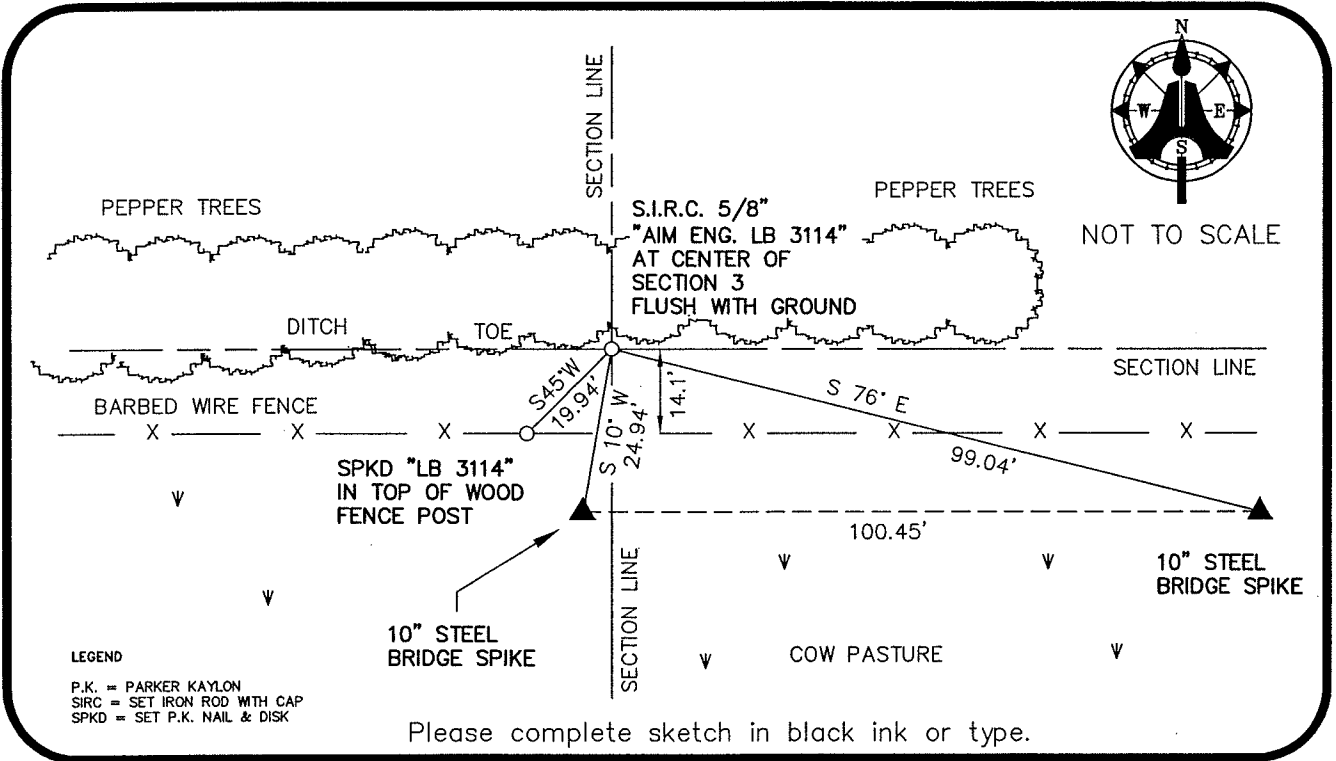 N
W
E
S
NOT TO SCALE
SECTION LINE
PEPPER TREES
PEPPER TREES
S.I.R.C. 5/8"
"AIM ENG. LB 3114"
AT CENTER OF
SECTION 3
FLUSH WITH GROUND
DITCH
TOE
SECTION LINE
BARBED WIRE FENCE
S45°W
19.94'
S 10° W
24.94'
14.1'
S 76° E
99.04'
X X X X X X X
SPKD "LB 3114"
IN TOP OF WOOD
FENCE POST
100.45'
10" STEEL
BRIDGE SPIKE
10" STEEL
BRIDGE SPIKE
SECTION LINE
COW PASTURE
LEGEND
P.K. = PARKER KAYLON
SIRC = SET IRON ROD WITH CAP
SPKD = SET P.K. NAIL & DISK
Please complete sketch in black ink or type.